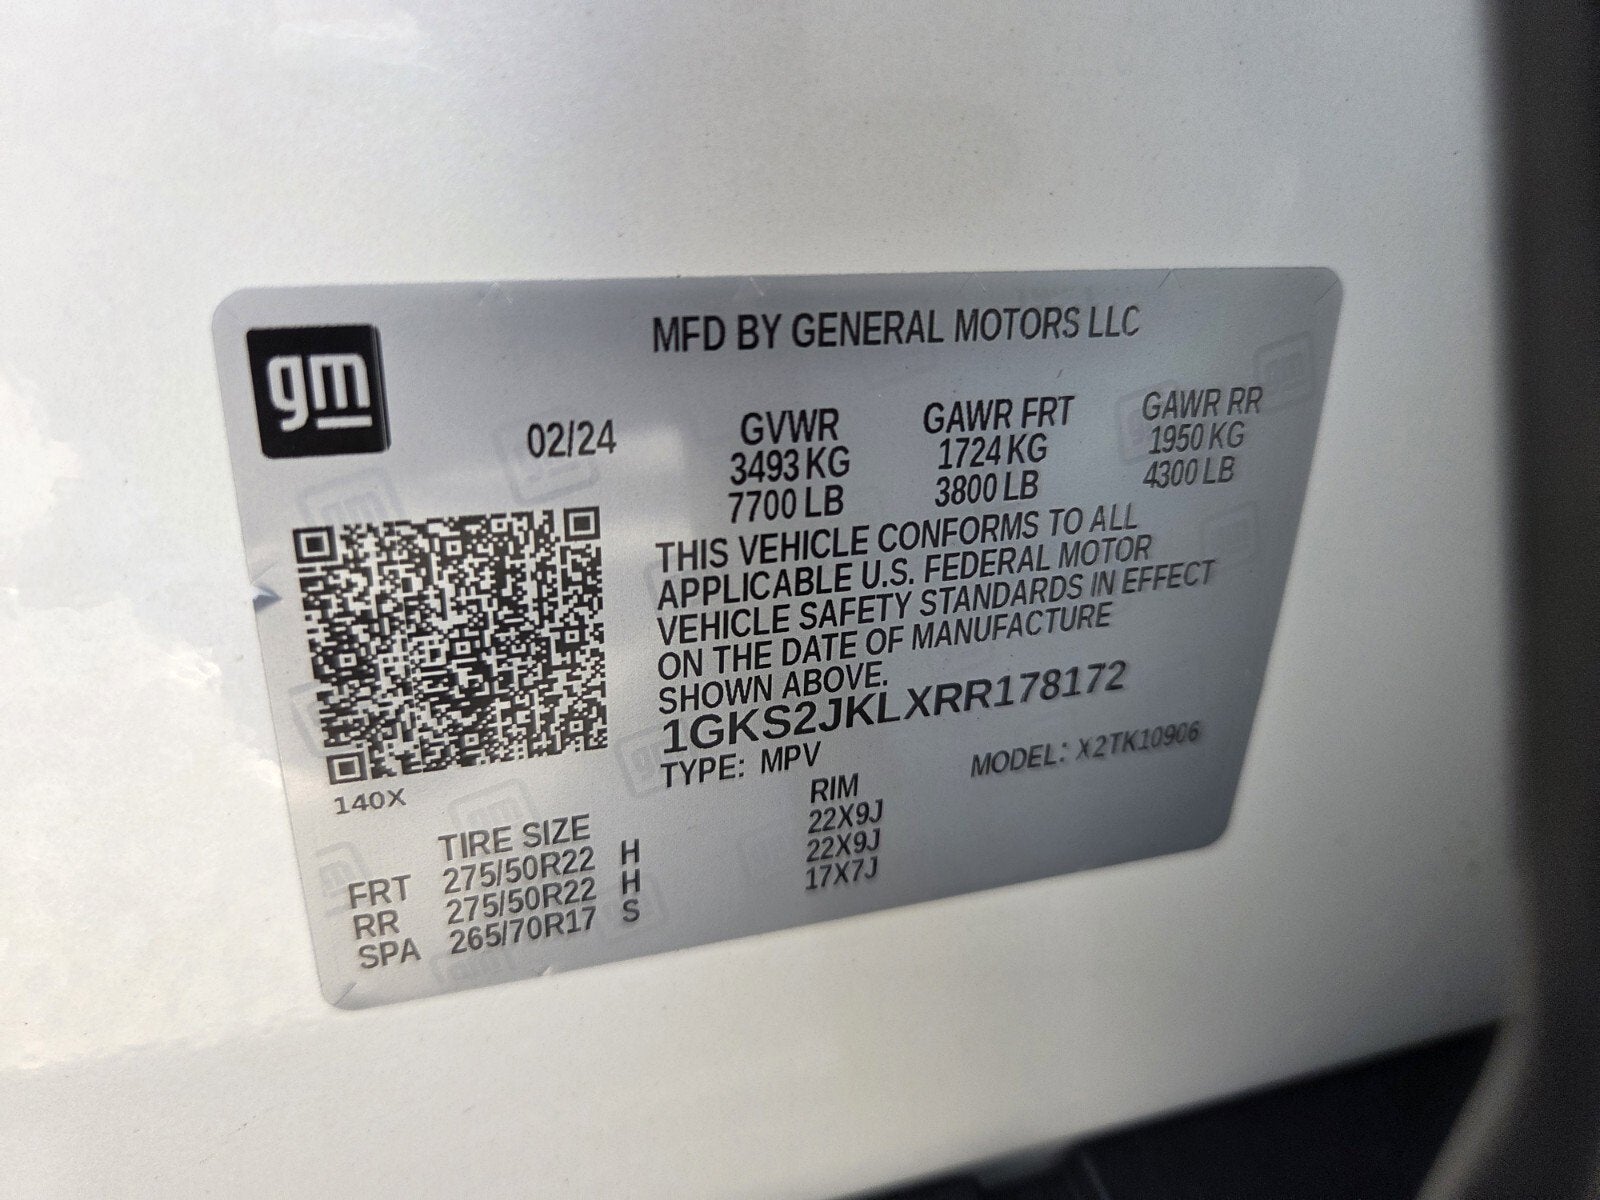 gm
MFD BY GENERAL MOTORS LLC
02/24 GVWR GAWR FRT GAWR RR
3493 KG 1724 KG 1950 KG
7700 LB 3800 LB 4300 LB
THIS VEHICLE CONFORMS TO ALL
APPLICABLE U.S. FEDERAL MOTOR
VEHICLE SAFETY STANDARDS IN EFFECT
ON THE DATE OF MANUFACTURE
SHOWN ABOVE.
1GKS2JKLXRR178172
TYPE: MPV MODEL: X2TK10906
140X
TIRE SIZE RIM
FRT 275/50R22 H 22X9J
RR 275/50R22 H 22X9J
SPA 265/70R17 S 17X7J